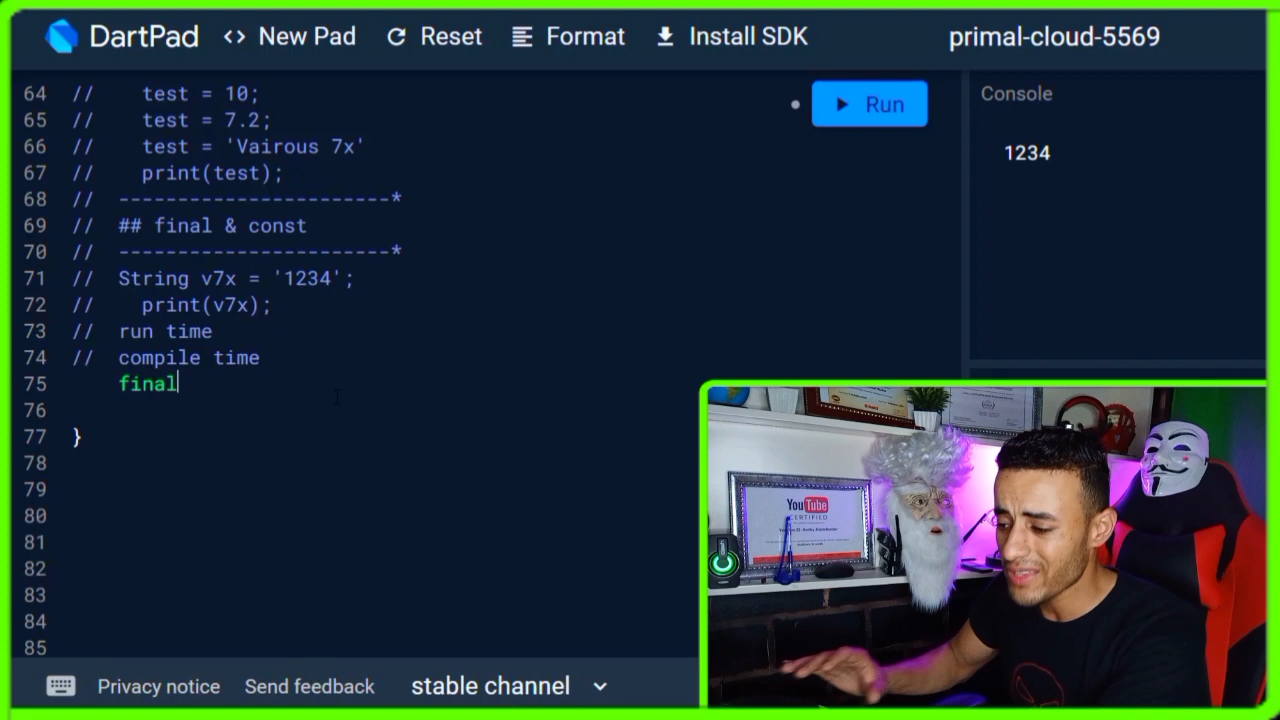 DartPad <> New Pad Reset Format Install SDK primal-cloud-5569
64 // test = 10;
65 // test = 7.2;
66 // test = 'Vairous 7x'
67 // print(test);
68 // -----------------------*
69 // ## final & const
70 // -----------------------*
71 // String v7x = '1234';
72 // print(v7x);
73 // run time
74 // compile time
75 final
76
77 }
78
79
80
81
82
83
84
85
Run
Console
1234
YouTube
CERTIFIED
Privacy notice Send feedback stable channel